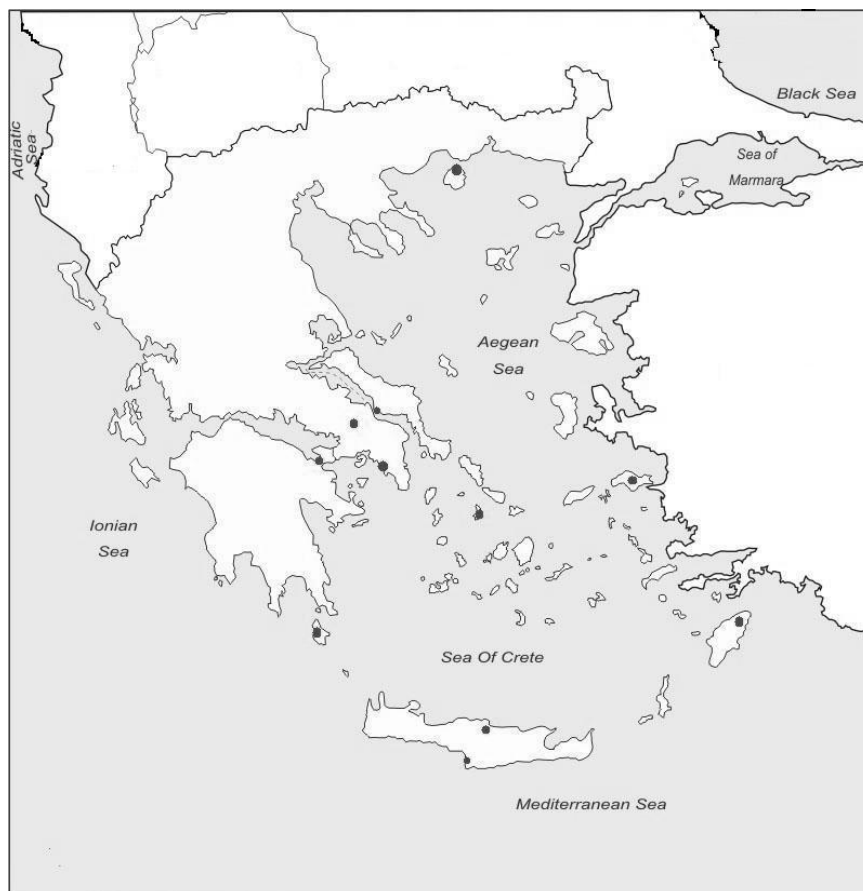 Black Sea
Adriatic
Sea
Sea of
Marmara
Aegean
Sea
Ionian
Sea
Sea Of Crete
Mediterranean Sea